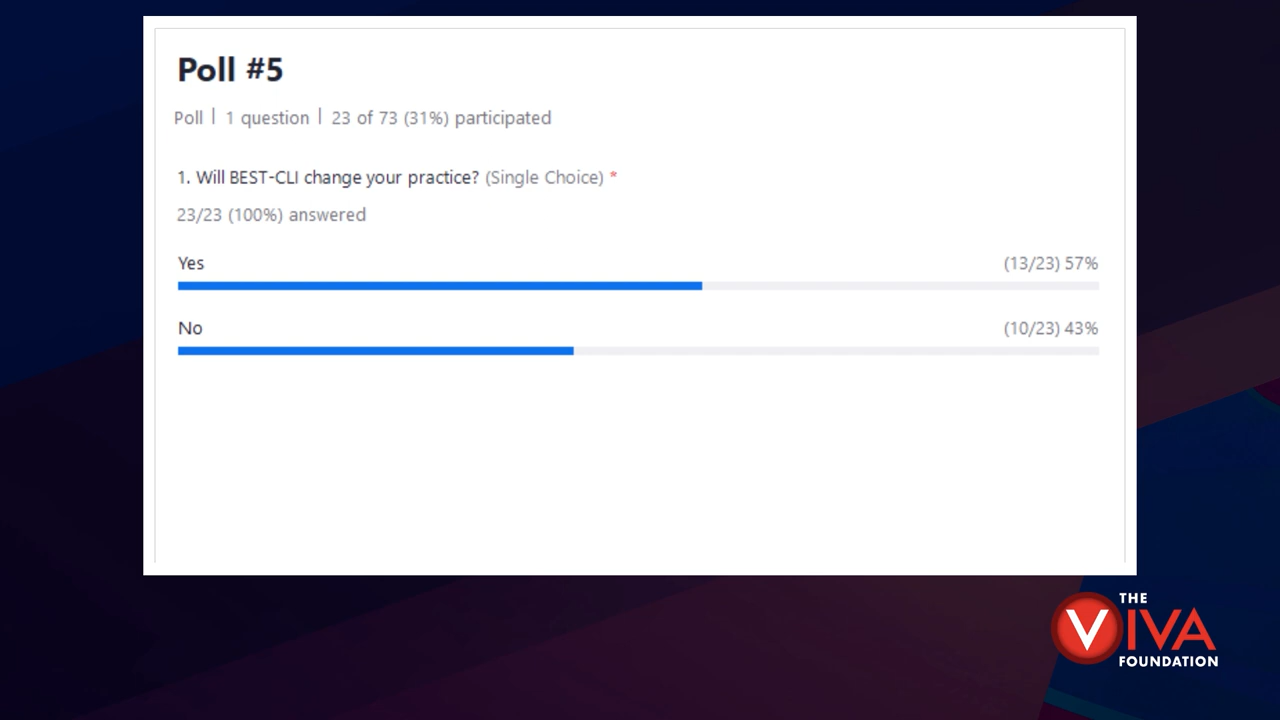 Poll #5
Poll | 1 question | 23 of 73 (31%) participated
1. Will BEST-CLI change your practice? (Single Choice) *
23/23 (100%) answered
Yes (13/23) 57%
No (10/23) 43%
THE
VIVA
FOUNDATION